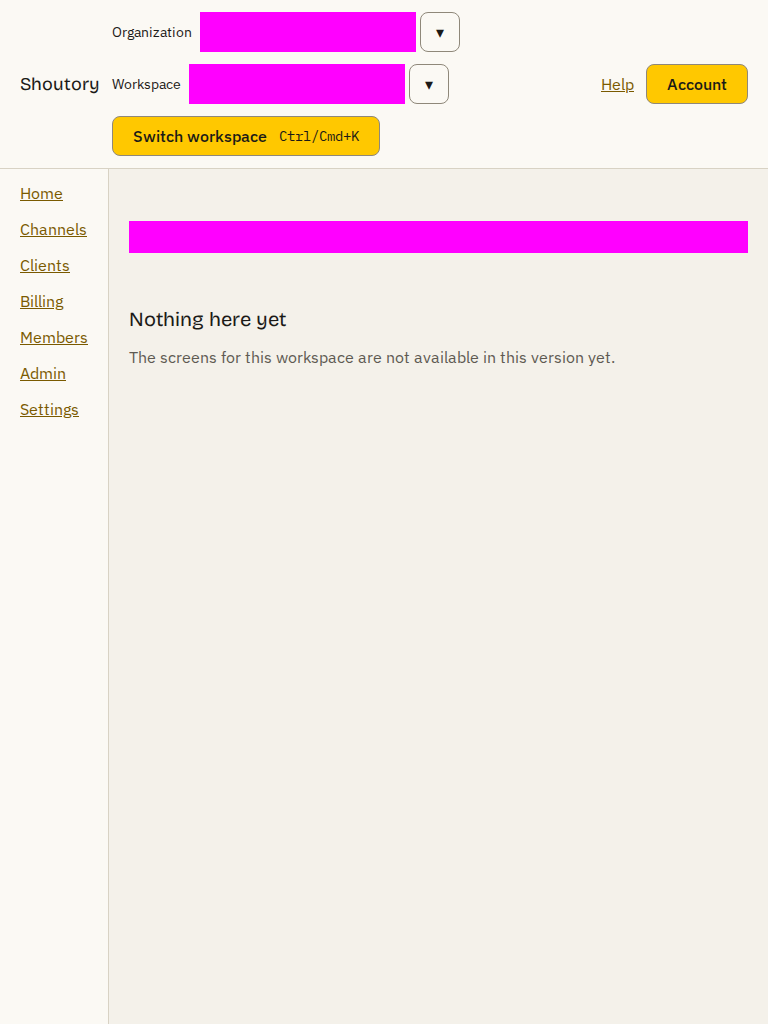 Organization ▼
Shoutory Workspace ▼ Help Account
Switch workspace Ctrl/Cmd+K
Home
Channels
Clients
Billing
Members
Admin
Settings
Nothing here yet
The screens for this workspace are not available in this version yet.